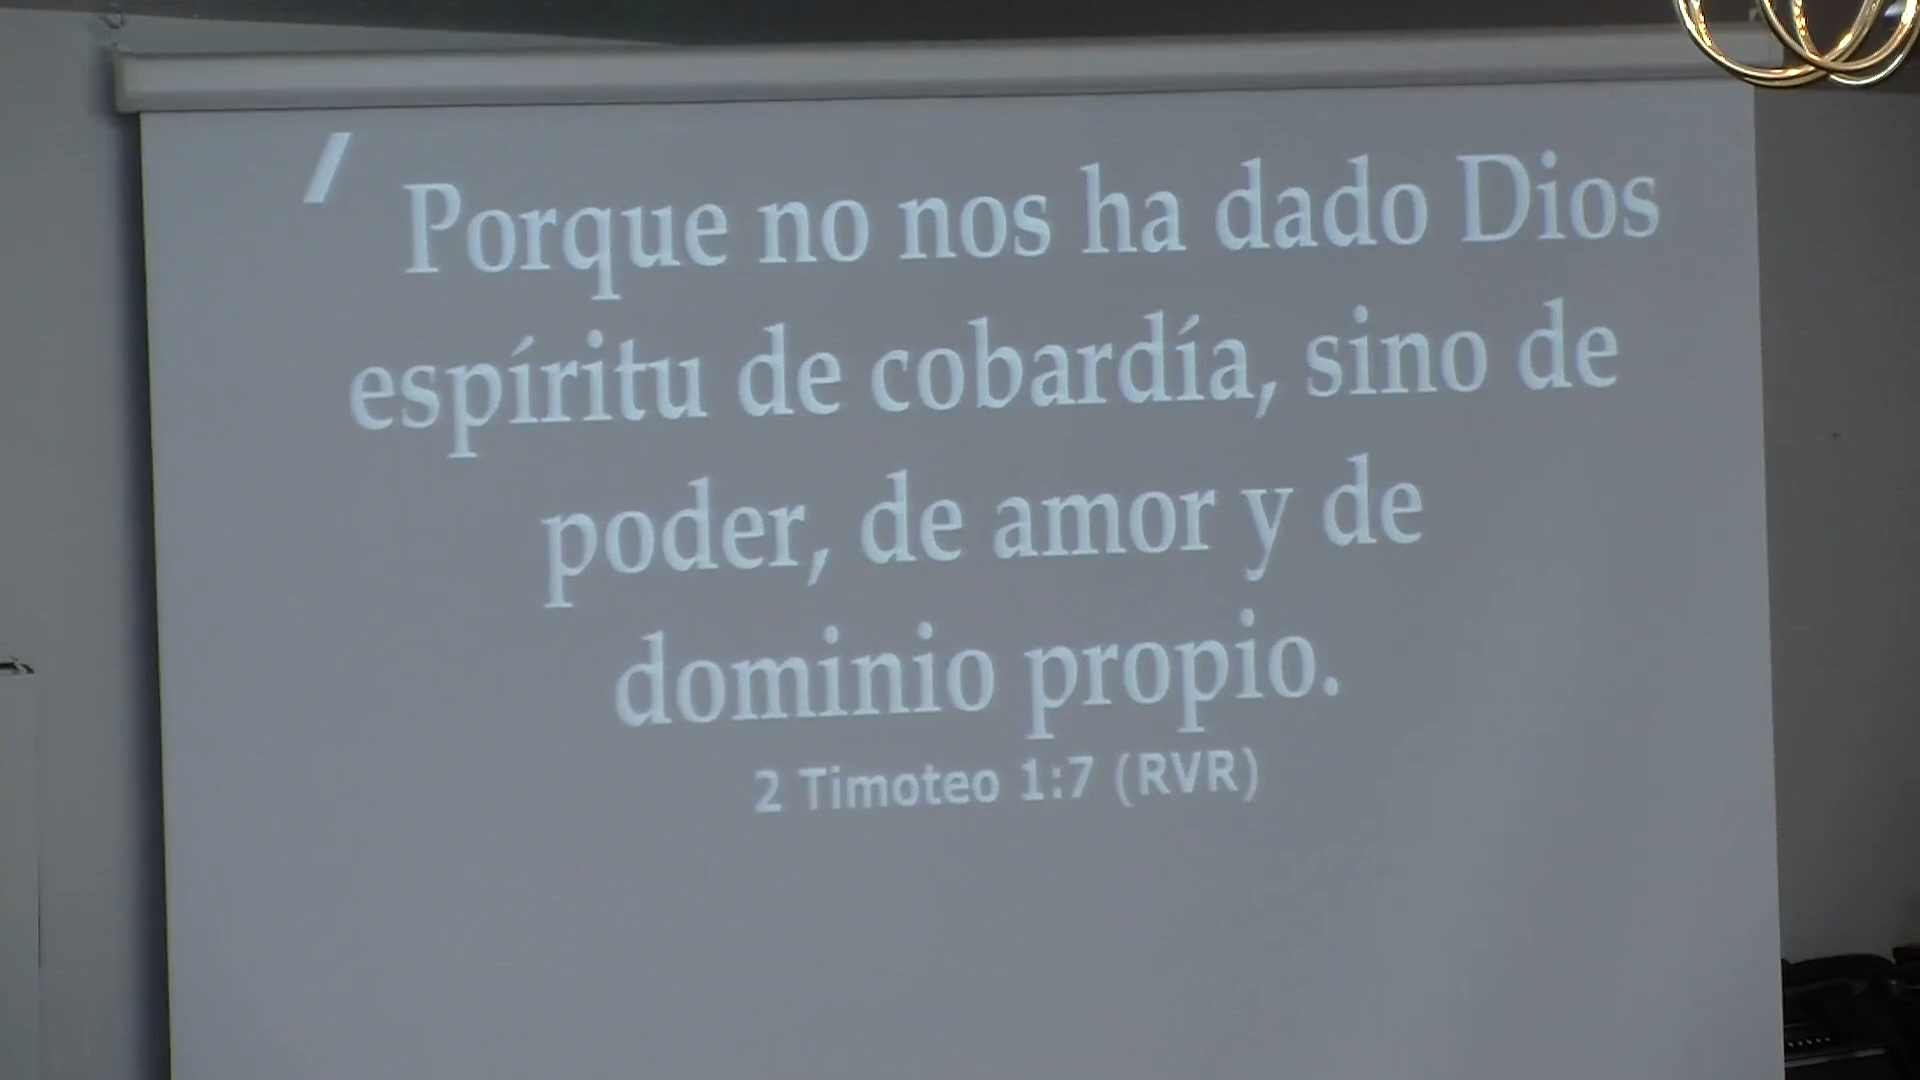 ′ Porque no nos ha dado Dios
espíritu de cobardía, sino de
poder, de amor y de
dominio propio.
2 Timoteo 1:7 (RVR)